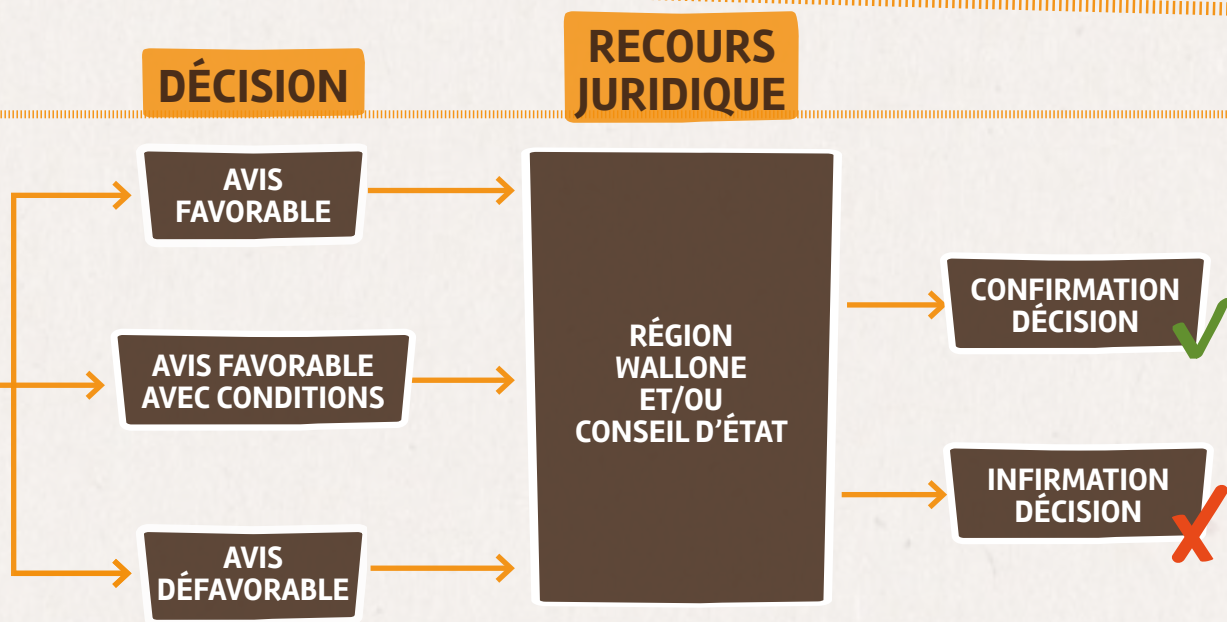 DÉCISION
RECOURS
JURIDIQUE
AVIS
FAVORABLE
AVIS FAVORABLE
AVEC CONDITIONS
AVIS
DÉFAVORABLE
RÉGION
WALLONE
ET/OU
CONSEIL D’ÉTAT
CONFIRMATION
DÉCISION
INFIRMATION
DÉCISION